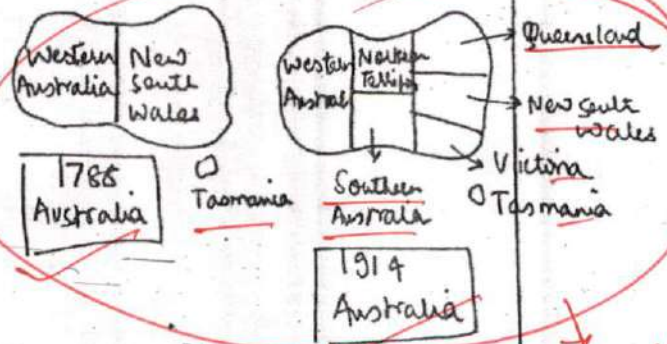 Western
Australia
New
South
Wales
1788
Australia
Tasmania
Western
Austral
Northern
Queensland
New South
Wales
Victoria
Tasmania
Southern
Australia
1914
Australia